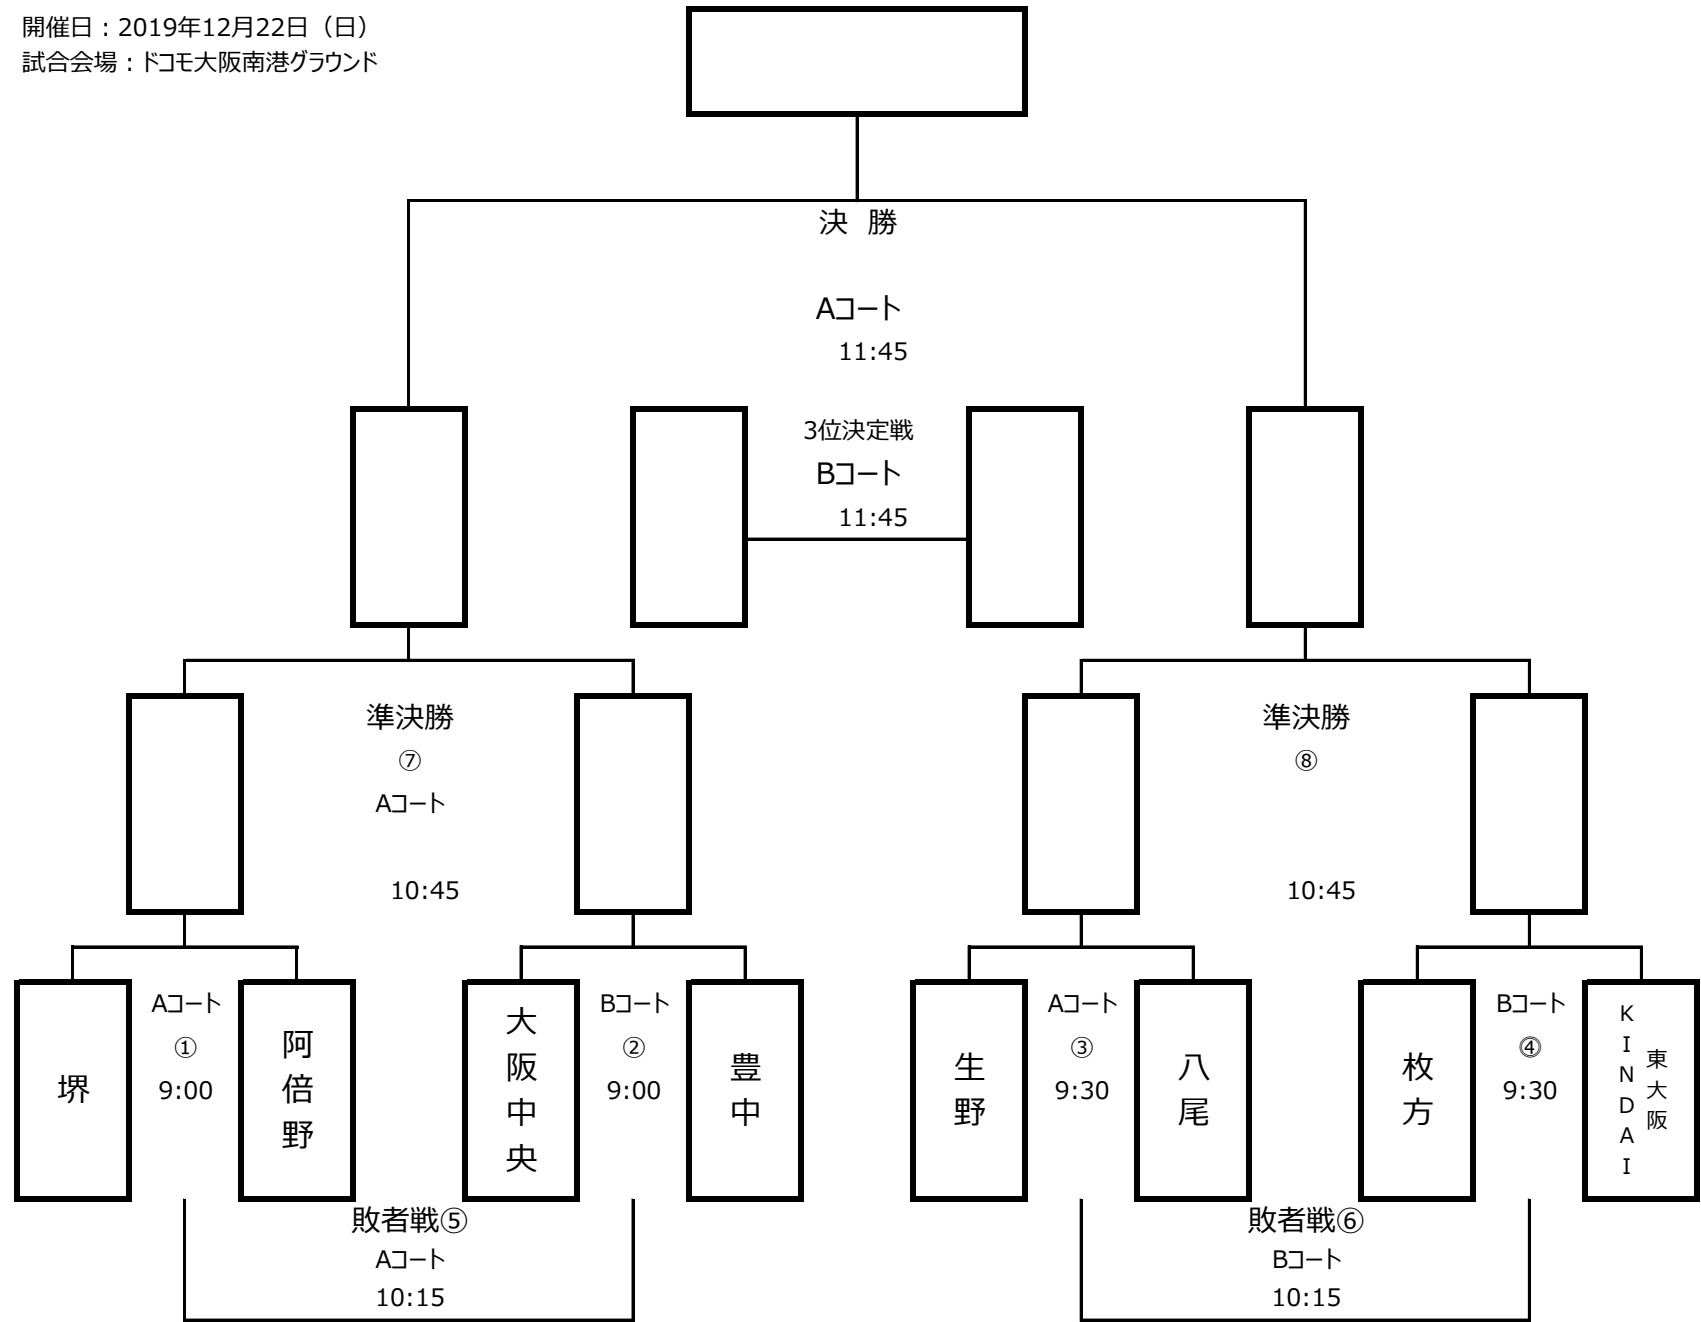 開催日：2019年12月22日（日）
試合会場：ドコモ大阪南港グラウンド
決 勝
Aコート
11:45
3位決定戦
Bコート
11:45
準決勝
⑦
Aコート
10:45
準決勝
⑧
10:45
堺
Aコート
①
9:00
阿倍野
大阪中央
Bコート
②
9:00
豊中
生野
Aコート
③
9:30
八尾
枚方
Bコート
④
9:30
東大阪
KINDAI
敗者戦⑤
Aコート
10:15
敗者戦⑥
Bコート
10:15